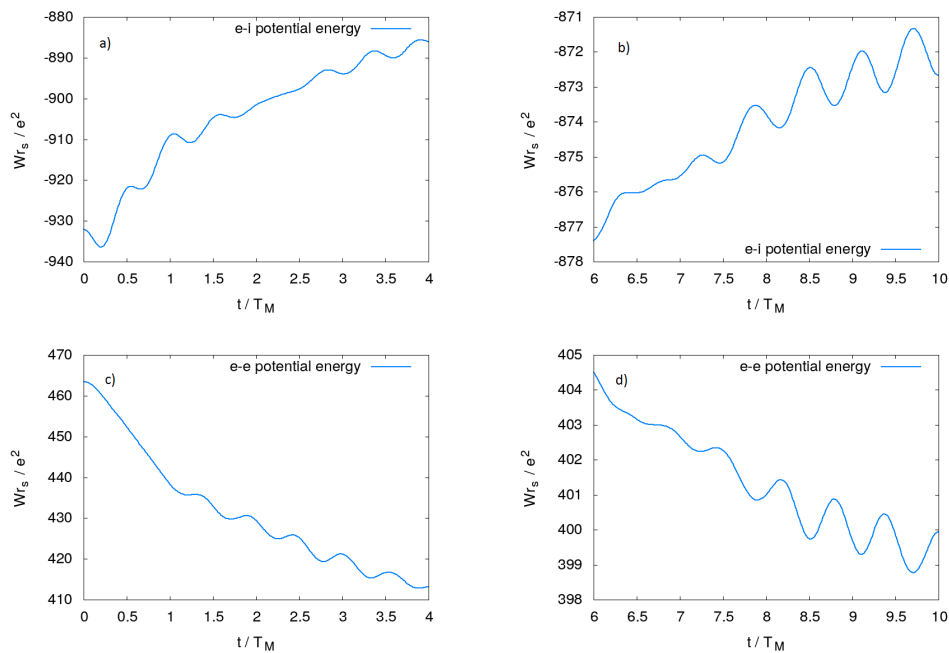 a)
e-i potential energy
-880
-890
-900
-910
-920
-930
-940
Wr_s / e^2
0 0.5 1 1.5 2 2.5 3 3.5 4
t / T_M
b)
e-i potential energy
-871
-872
-873
-874
-875
-876
-877
-878
Wr_s / e^2
6 6.5 7 7.5 8 8.5 9 9.5 10
t / T_M
c)
e-e potential energy
470
460
450
440
430
420
410
Wr_s / e^2
0 0.5 1 1.5 2 2.5 3 3.5 4
t / T_M
d)
e-e potential energy
405
404
403
402
401
400
399
398
Wr_s / e^2
6 6.5 7 7.5 8 8.5 9 9.5 10
t / T_M